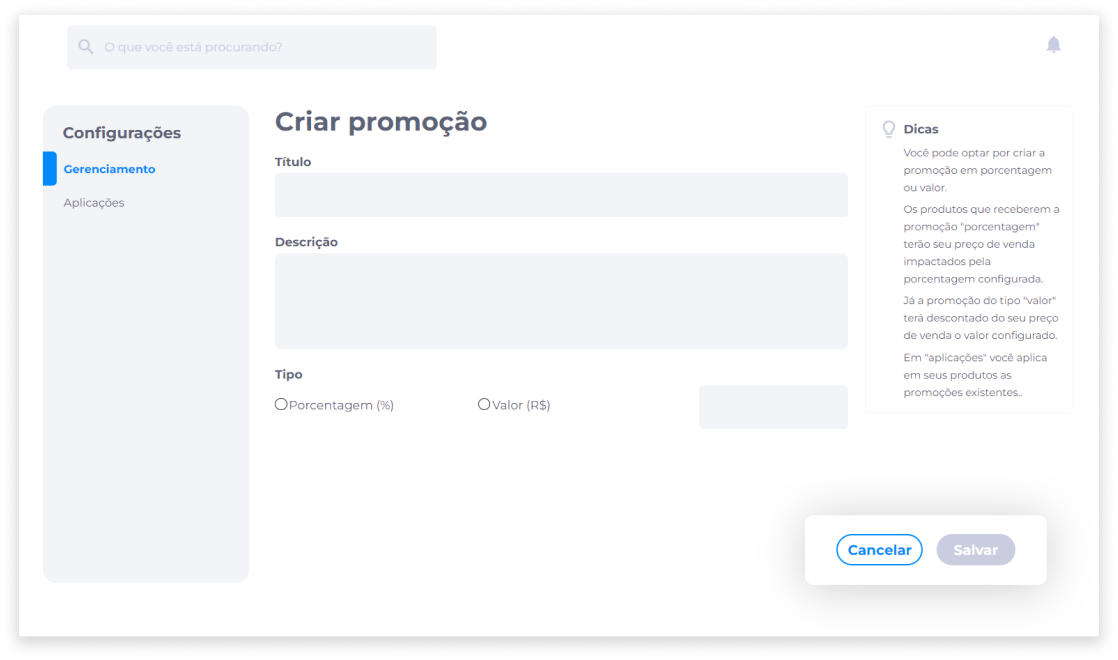 O que você está procurando?
Configurações
Gerenciamento
Aplicações
Criar promoção
Título
Descrição
Tipo
Porcentagem (%)
Valor (R$)
Dicas
Você pode optar por criar a
promoção em porcentagem
ou valor.
Os produtos que receberem a
promoção "porcentagem"
terão seu preço de venda
impactados pela
porcentagem configurada.
Já a promoção do tipo "valor"
terá descontado do seu preço
de venda o valor configurado.
Em "aplicações" você aplica
em seus produtos as
promoções existentes..
Cancelar
Salvar